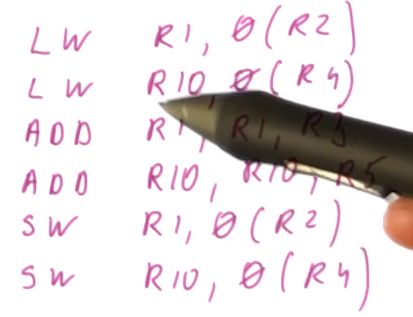 LW R1, 0(R2)
LW R10, 0(R4)
ADD R1, R1, R3
ADD R10, R10, R5
SW R1, 0(R2)
SW R10, 0(R4)